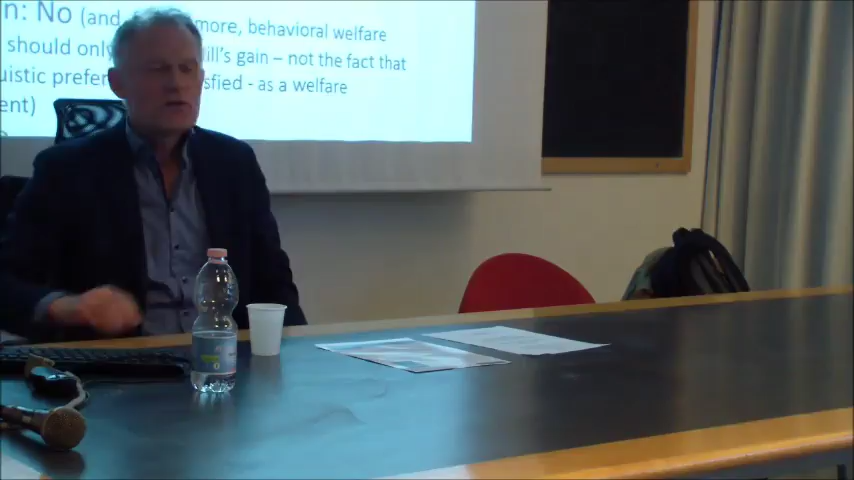 n: No (and more, behavioral welfare
should only ill's gain – not the fact that
uistic prefer sfied - as a welfare
ent)